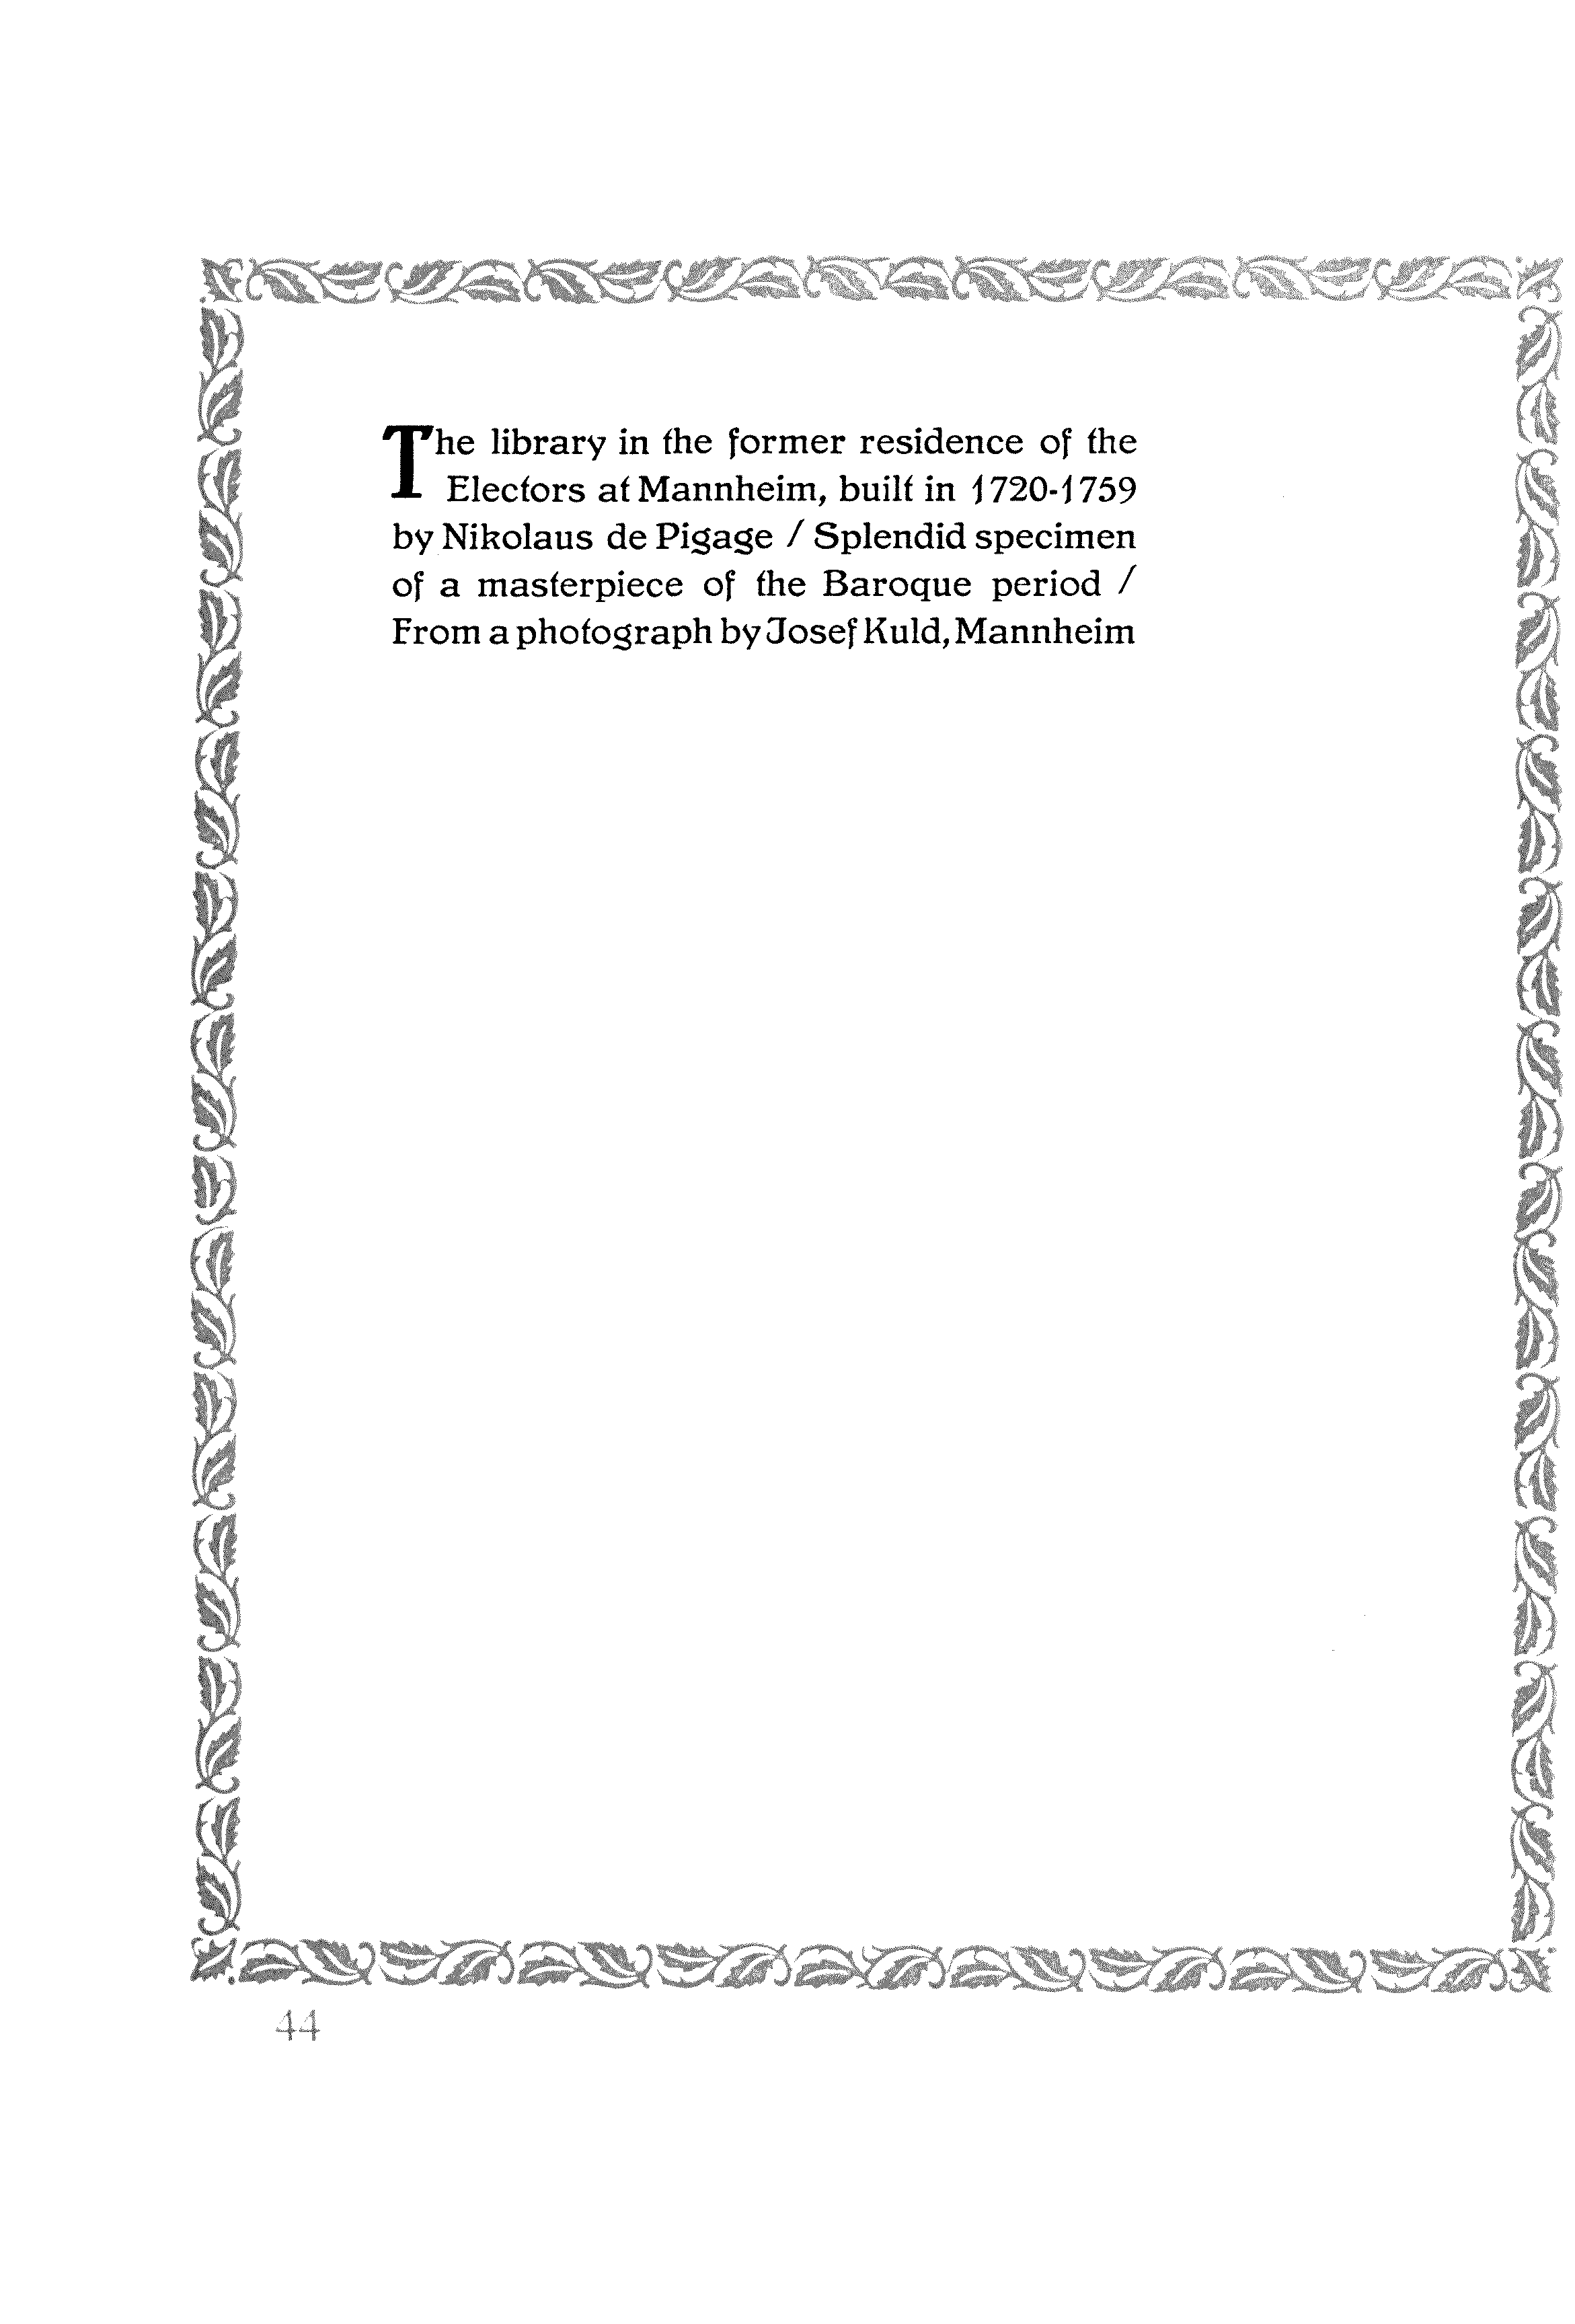 The library in the former residence of the
Electors at Mannheim, built in 1720-1759
by Nikolaus de Pigage / Splendid specimen
of a masterpiece of the Baroque period /
From a photograph by Josef Kuld, Mannheim
44